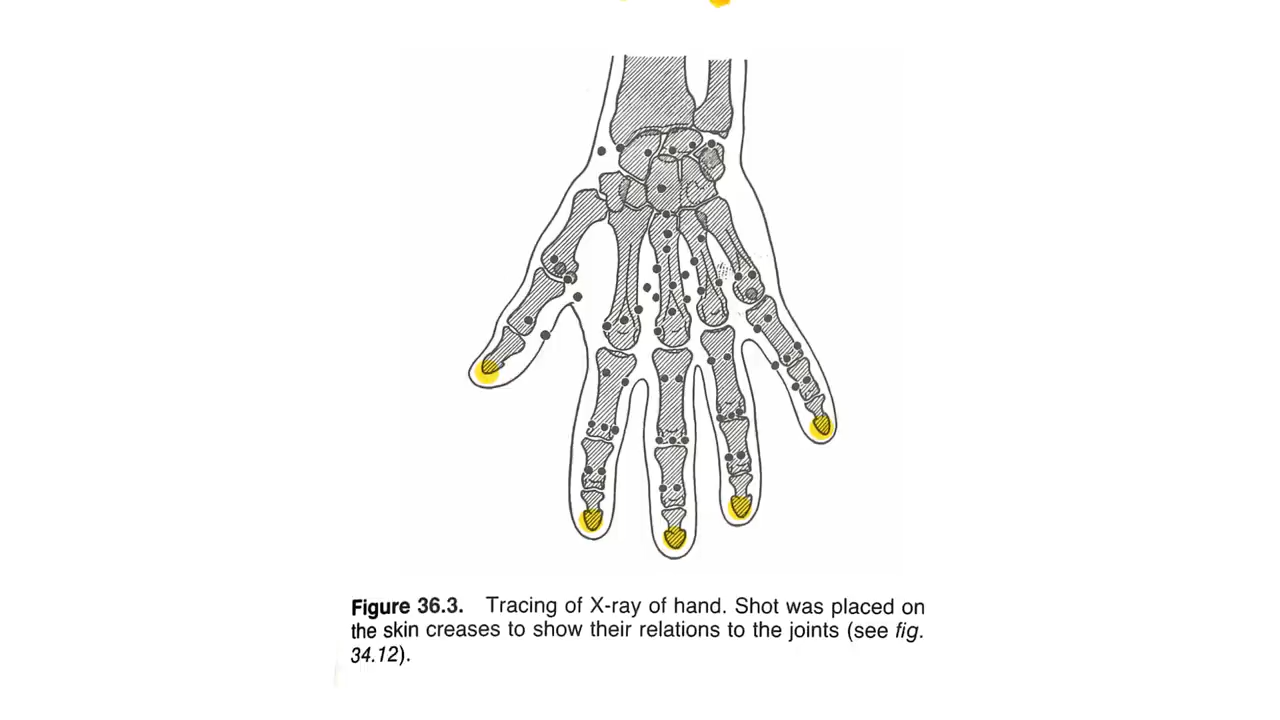 Figure 36.3. Tracing of X-ray of hand. Shot was placed on
the skin creases to show their relations to the joints (see fig.
34.12).